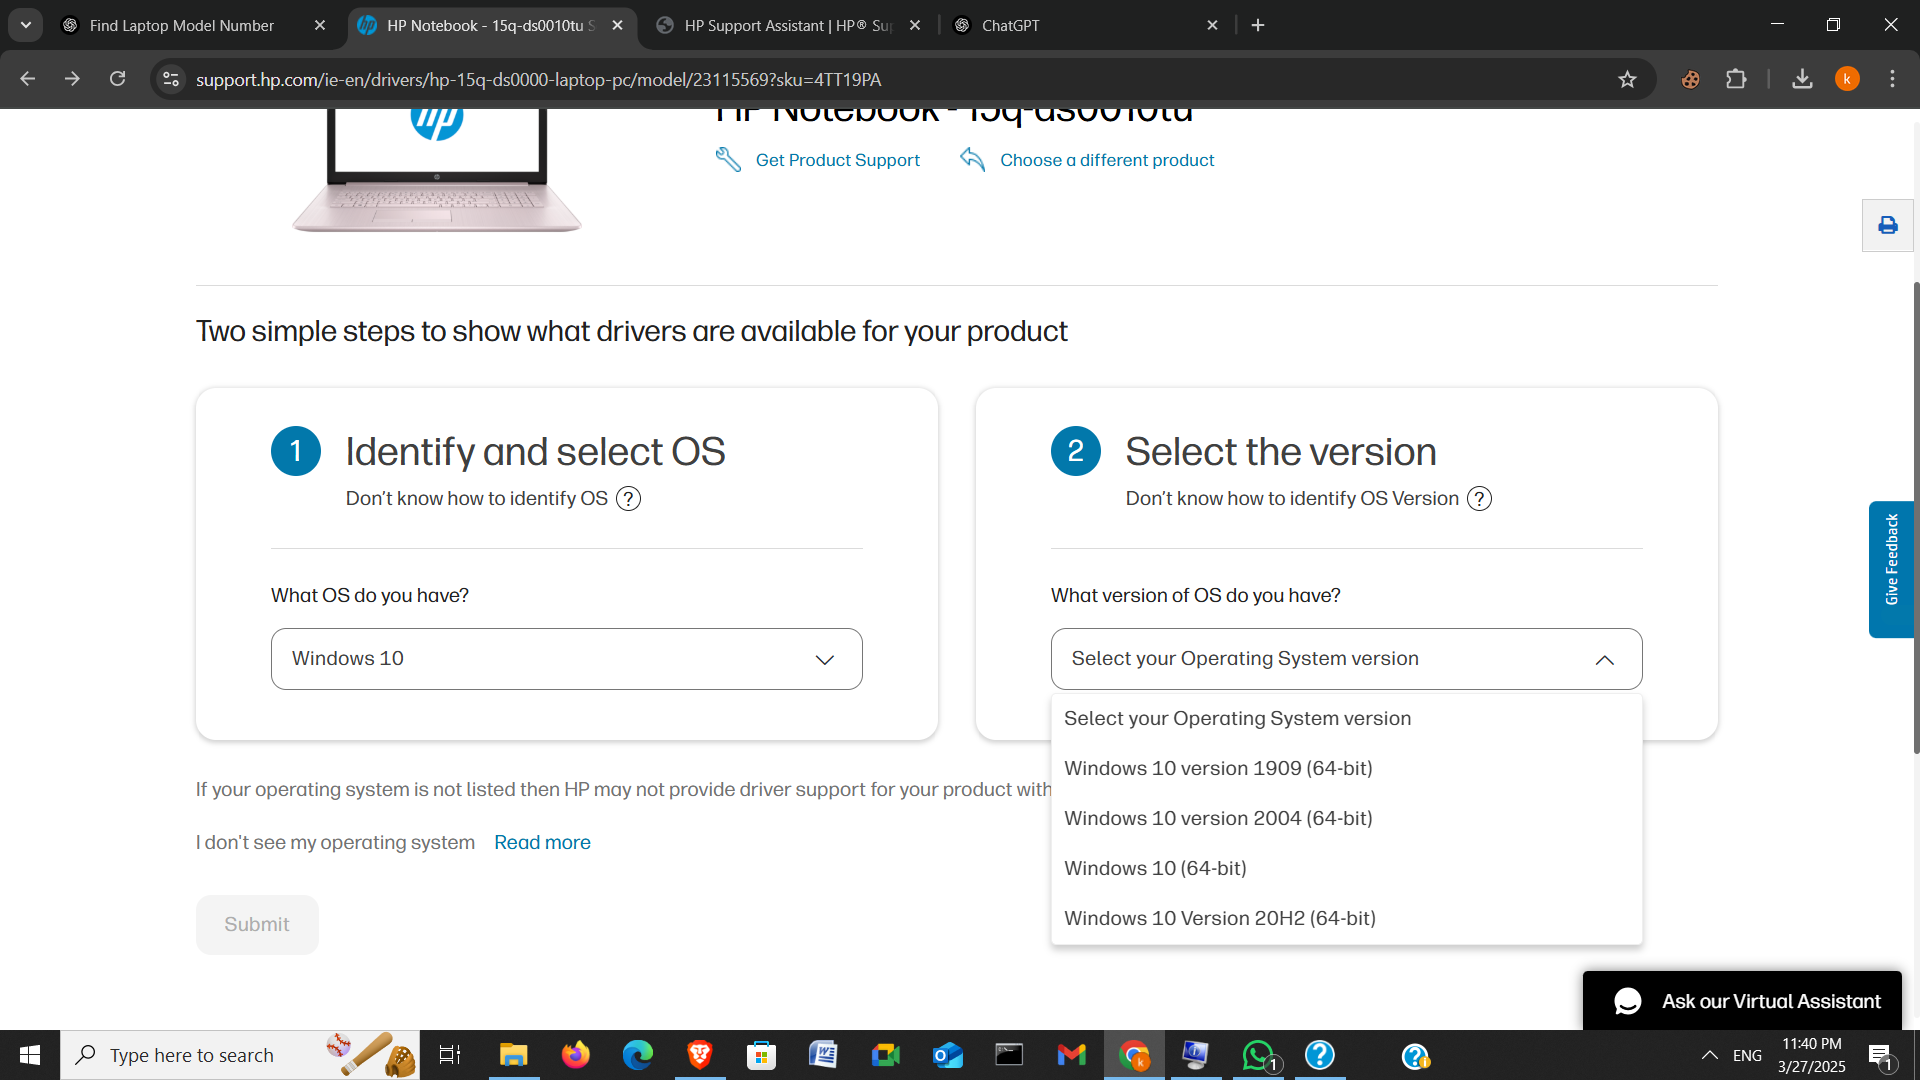 Find Laptop Model Number
HP Notebook - 15q-ds0010tu S
HP Support Assistant | HP® Sup
ChatGPT
support.hp.com/ie-en/drivers/hp-15q-ds0000-laptop-pc/model/23115569?sku=4TT19PA
k
hp
HP Notebook - 15q-ds0010tu
Get Product Support
Choose a different product
Two simple steps to show what drivers are available for your product
1
Identify and select OS
Don’t know how to identify OS ?
What OS do you have?
Windows 10
2
Select the version
Don’t know how to identify OS Version ?
What version of OS do you have?
Select your Operating System version
Select your Operating System version
Windows 10 version 1909 (64-bit)
Windows 10 version 2004 (64-bit)
Windows 10 (64-bit)
Windows 10 Version 20H2 (64-bit)
If your operating system is not listed then HP may not provide driver support for your product with
I don't see my operating system Read more
Submit
Give Feedback
Ask our Virtual Assistant
Type here to search
k
1
ENG
11:40 PM
3/27/2025
1